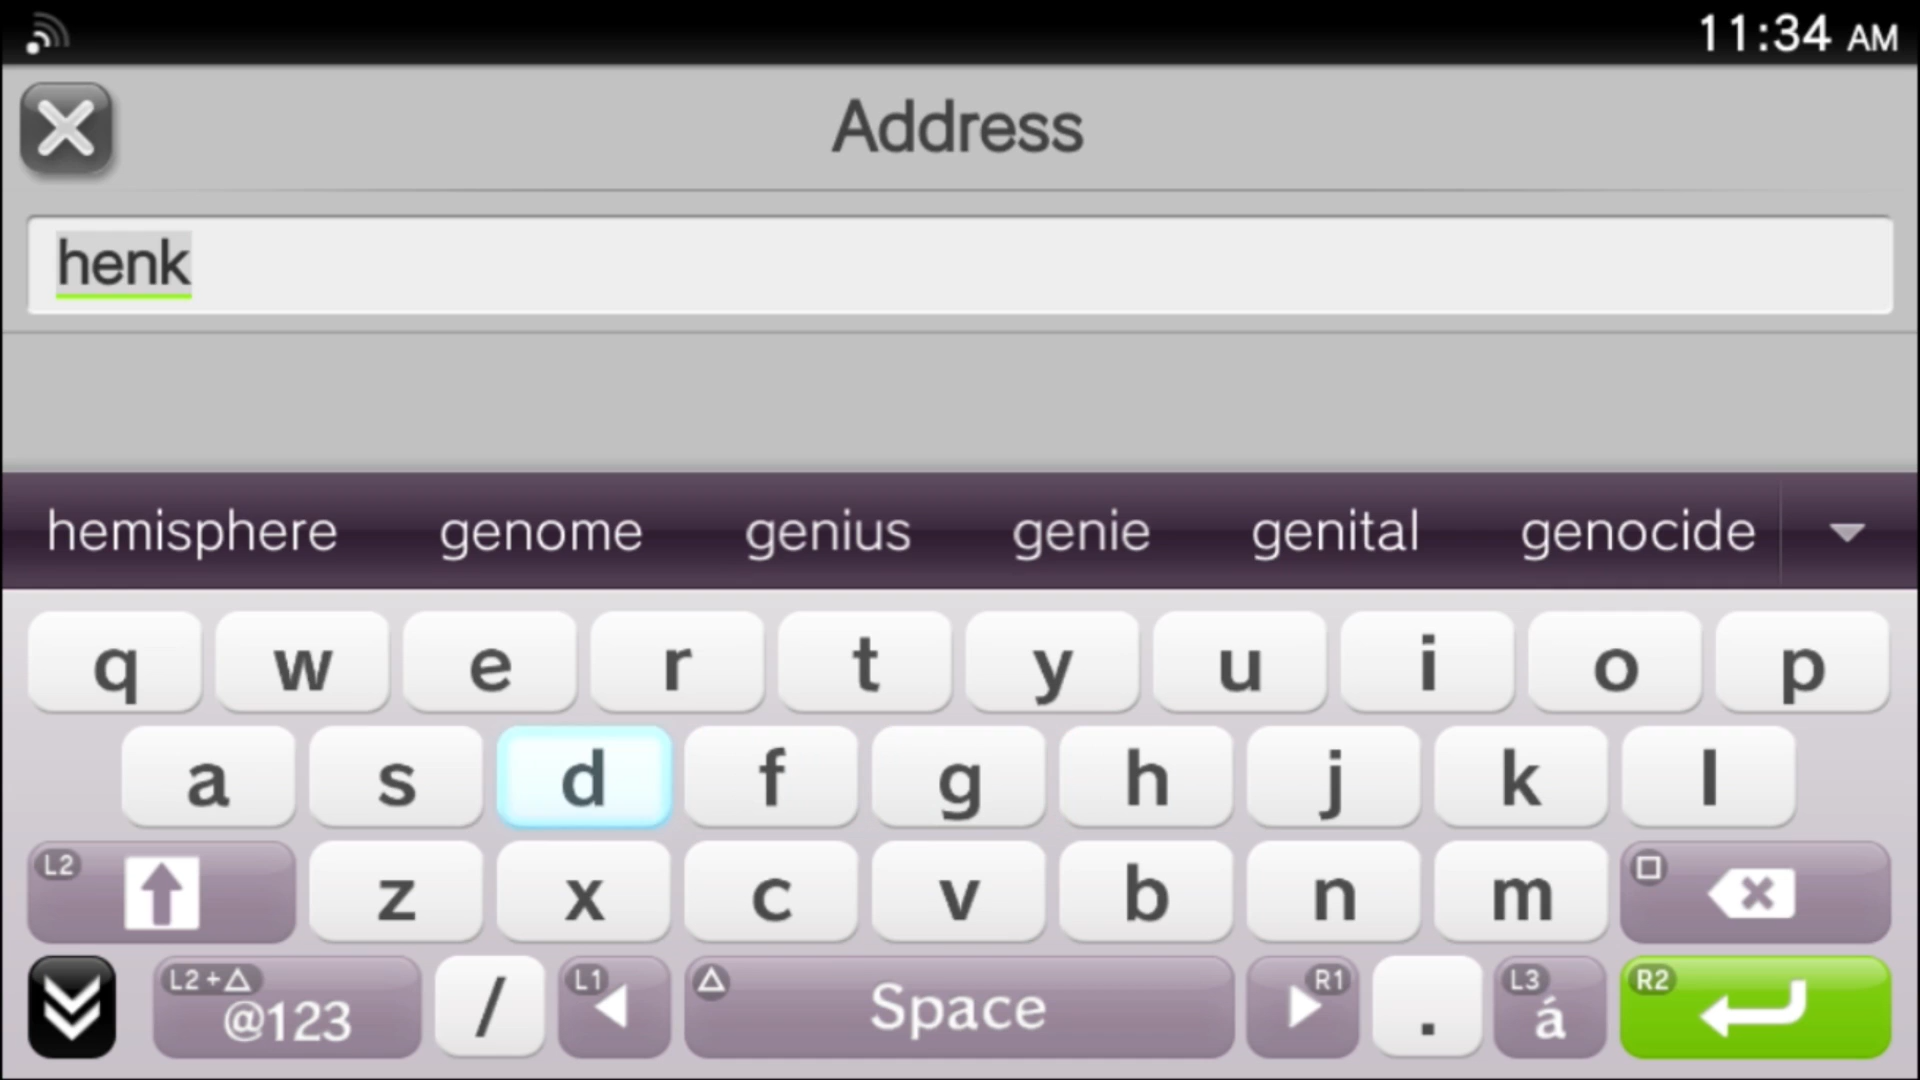 11:34 AM
Address
henk
hemisphere genome genius genie genital genocide
q w e r t y u i o p
a s d f g h j k l
L2 z x c v b n m
L2+△ @123 / L1 △ Space R1 . L3 á R2